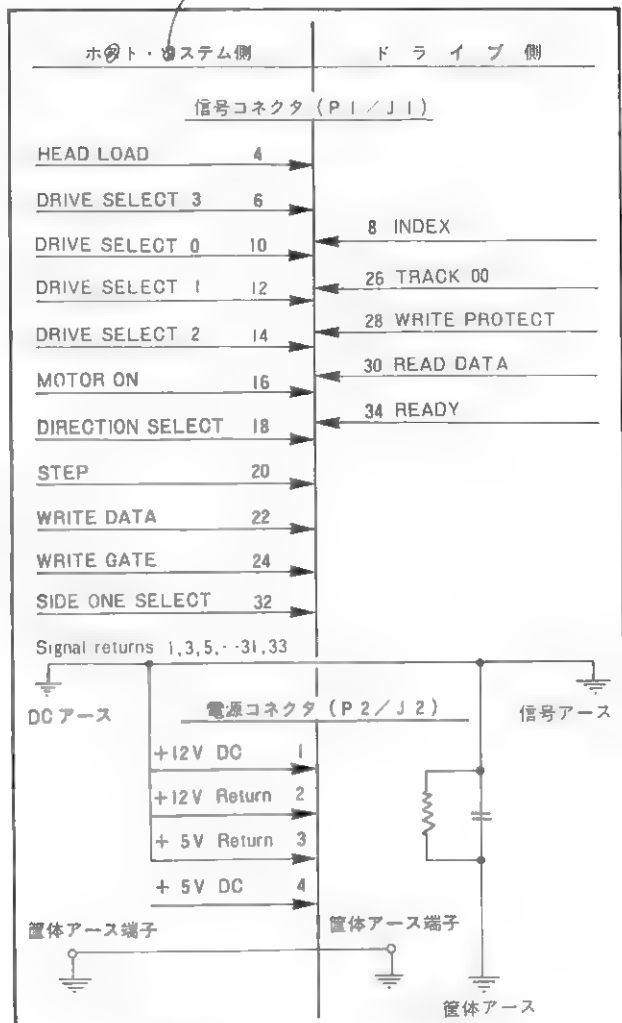 ホスト・システム側
ドライブ側
信号コネクタ (P1/J1)
HEAD LOAD 4
DRIVE SELECT 3 6
DRIVE SELECT 0 10
DRIVE SELECT 1 12
DRIVE SELECT 2 14
MOTOR ON 16
DIRECTION SELECT 18
STEP 20
WRITE DATA 22
WRITE GATE 24
SIDE ONE SELECT 32
8 INDEX
26 TRACK 00
28 WRITE PROTECT
30 READ DATA
34 READY
Signal returns 1,3,5,··31,33
DCアース
信号アース
電源コネクタ (P2/J2)
+12V DC 1
+12V Return 2
+ 5V Return 3
+ 5V DC 4
筐体アース端子
筐体アース端子
筐体アース